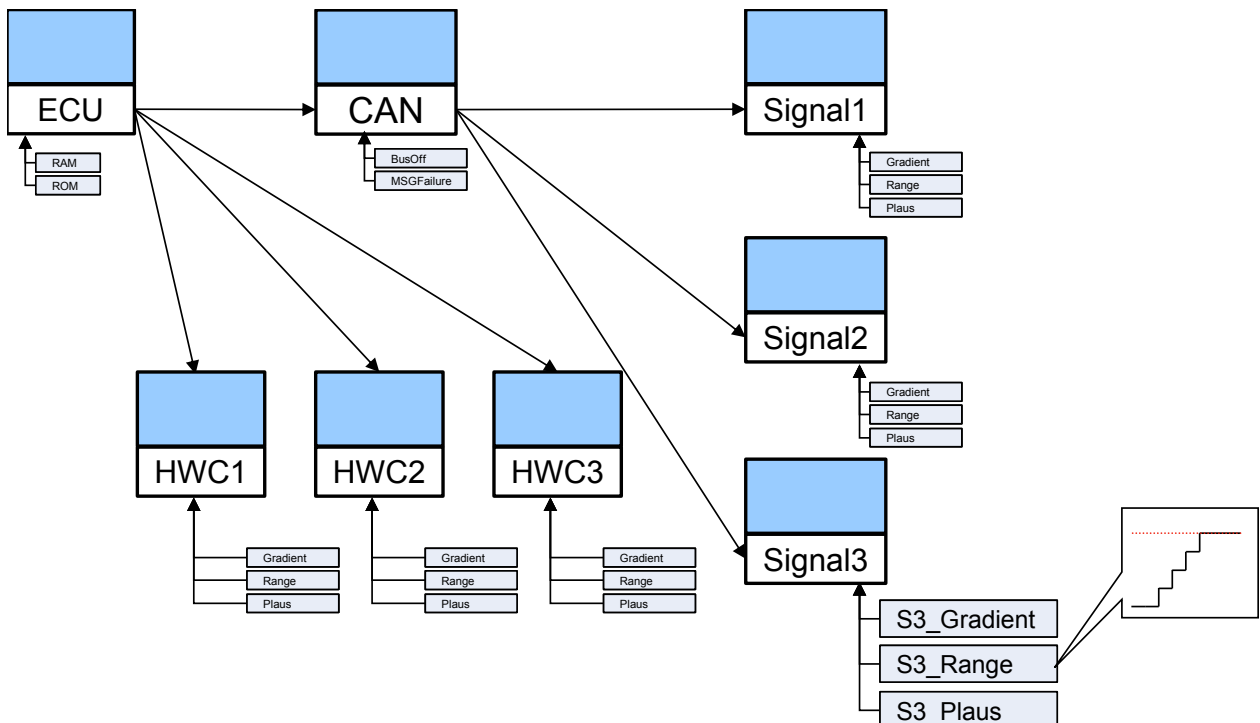 ECU
CAN
Signal1
RAM
ROM
BusOff
MSGFailure
Gradient
Range
Plaus
Signal2
Gradient
Range
Plaus
HWC1
HWC2
HWC3
Gradient
Range
Plaus
Gradient
Range
Plaus
Gradient
Range
Plaus
Signal3
S3_Gradient
S3_Range
S3_Plaus